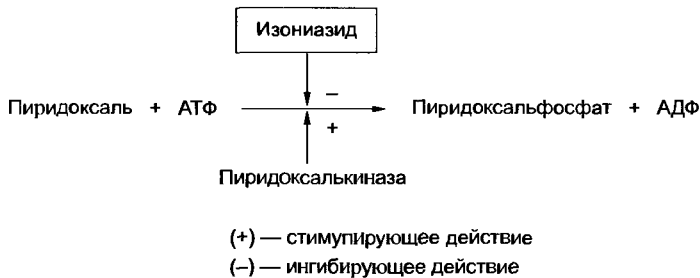 Изониазид
–
Пиридоксаль + АТФ Пиридоксальфосфат + АДФ
+
Пиридоксалькиназа
(+) — стимупирующее действие
(–) — ингибирующее действие